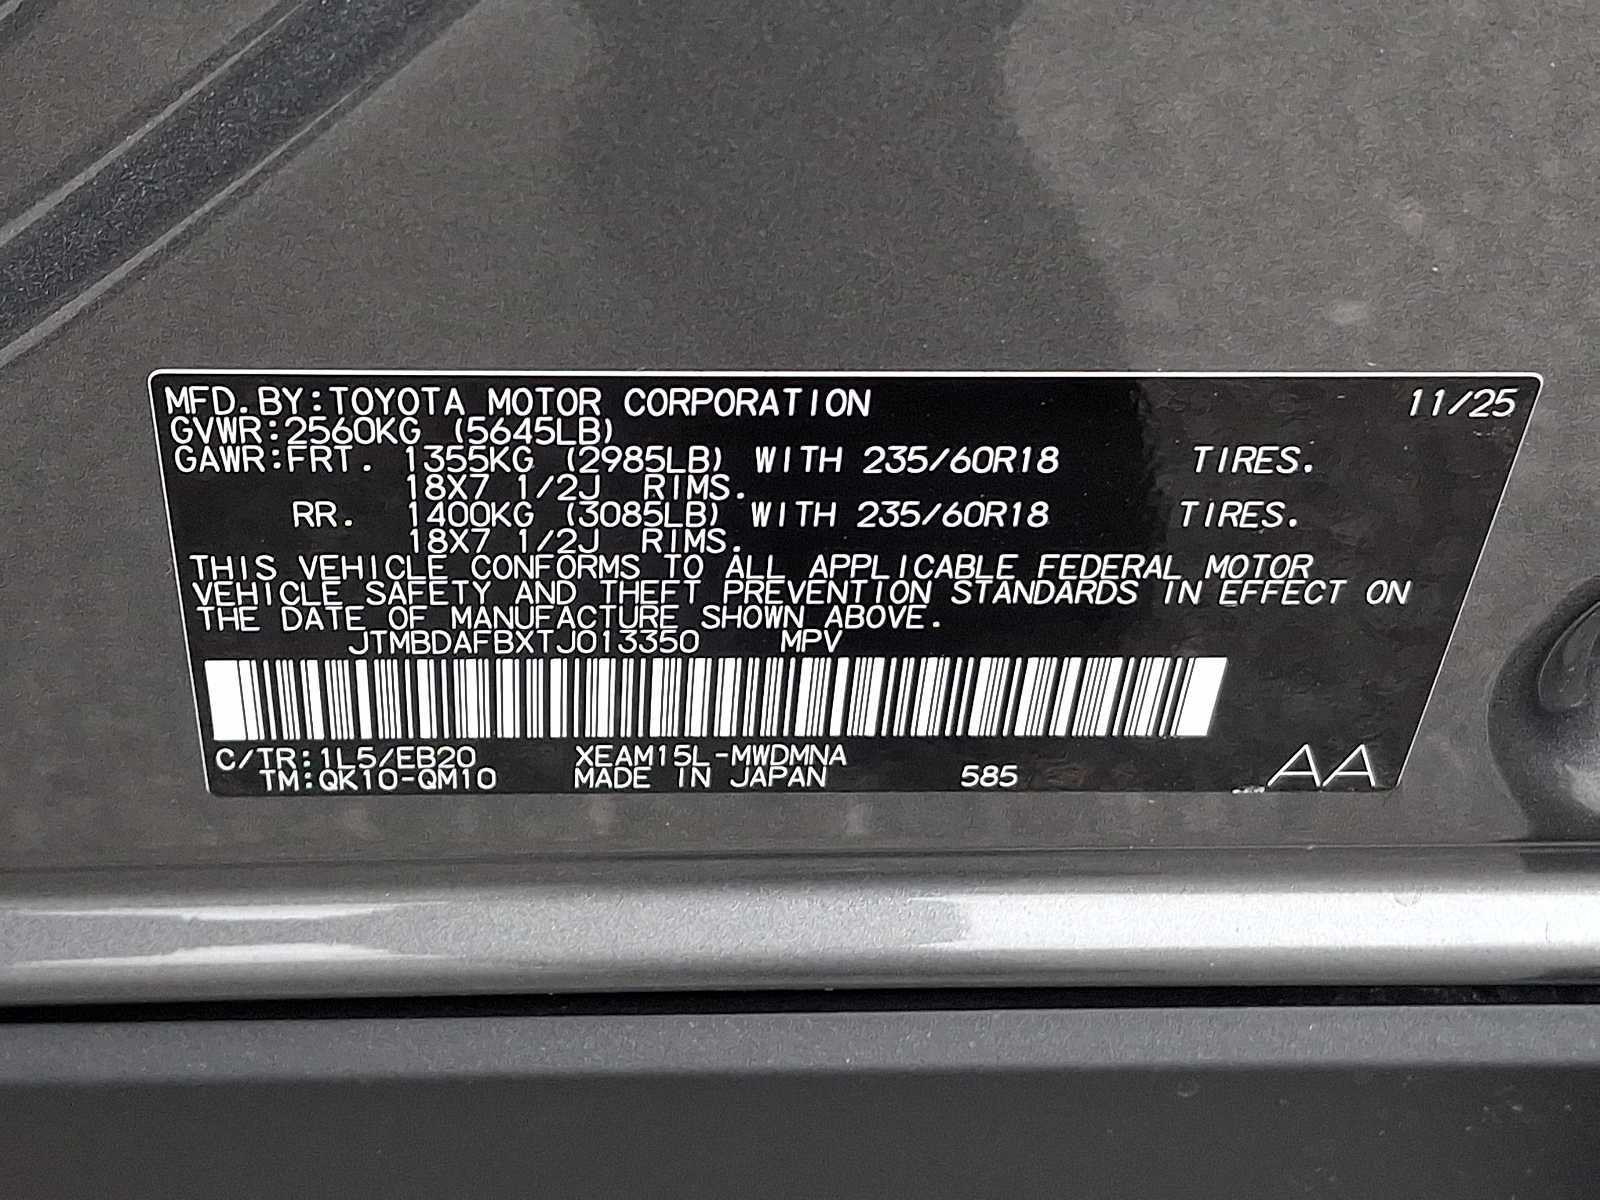 MFD.BY:TOYOTA MOTOR CORPORATION 11/25
GVWR:2560KG (5645LB)
GAWR:FRT. 1355KG (2985LB) WITH 235/60R18 TIRES.
18X7 1/2J RIMS.
RR. 1400KG (3085LB) WITH 235/60R18 TIRES.
18X7 1/2J RIMS.
THIS VEHICLE CONFORMS TO ALL APPLICABLE FEDERAL MOTOR
VEHICLE SAFETY AND THEFT PREVENTION STANDARDS IN EFFECT ON
THE DATE OF MANUFACTURE SHOWN ABOVE.
JTMBDAFBXTJ013350 MPV
C/TR:1L5/EB20 XEAM15L-MWDMNA
TM:QK10-QM10 MADE IN JAPAN 585 AA